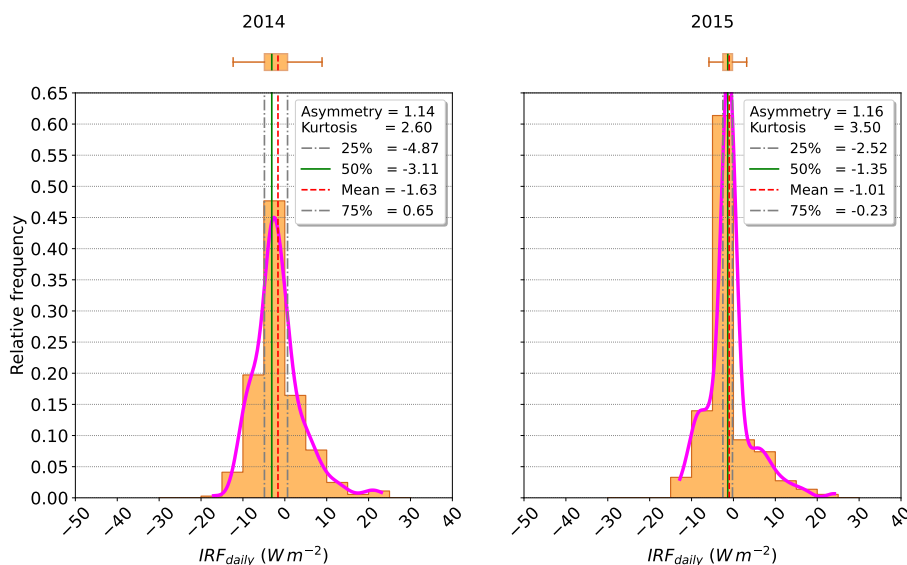 2014
2015
Asymmetry = 1.14
Kurtosis = 2.60
25% = -4.87
50% = -3.11
Mean = -1.63
75% = 0.65
Asymmetry = 1.16
Kurtosis = 3.50
25% = -2.52
50% = -1.35
Mean = -1.01
75% = -0.23
0.65
0.60
0.55
0.50
0.45
0.40
0.35
0.30
0.25
0.20
0.15
0.10
0.05
0.00
Relative frequency
−50 −40 −30 −20 −10 0 10 20 30 40
−50 −40 −30 −20 −10 0 10 20 30 40
IRF_daily (W m⁻²)
IRF_daily (W m⁻²)